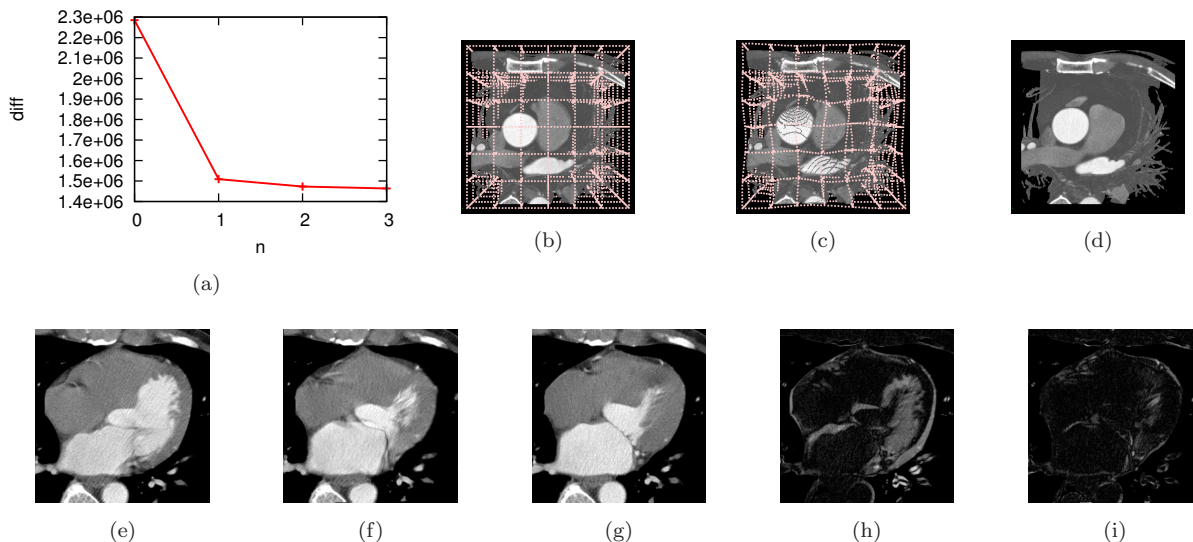 2.3e+06
2.2e+06
2.1e+06
2e+06
1.9e+06
1.8e+06
1.7e+06
1.6e+06
1.5e+06
1.4e+06
diff
0 1 2 3
n
(a)
(b)
(c)
(d)
(e)
(f)
(g)
(h)
(i)